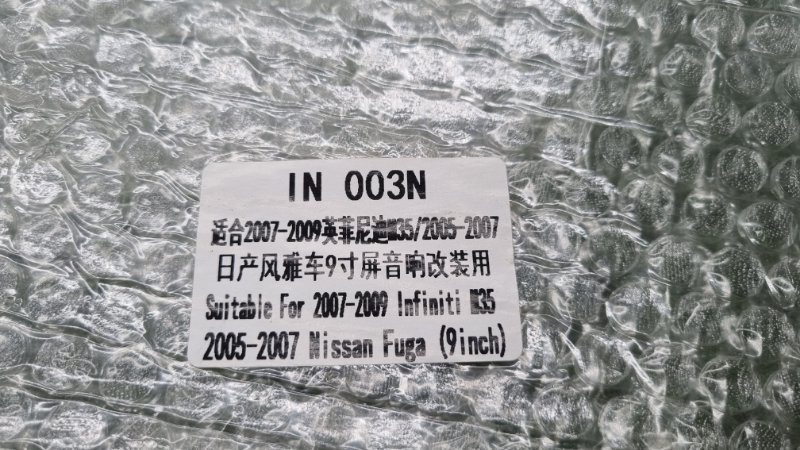 IN 003N
适合2007-2009英菲尼迪M35/2005-2007
日产风雅车9寸屏音响改装用
Suitable For 2007-2009 Infiniti M35
2005-2007 Nissan Fuga (9inch)